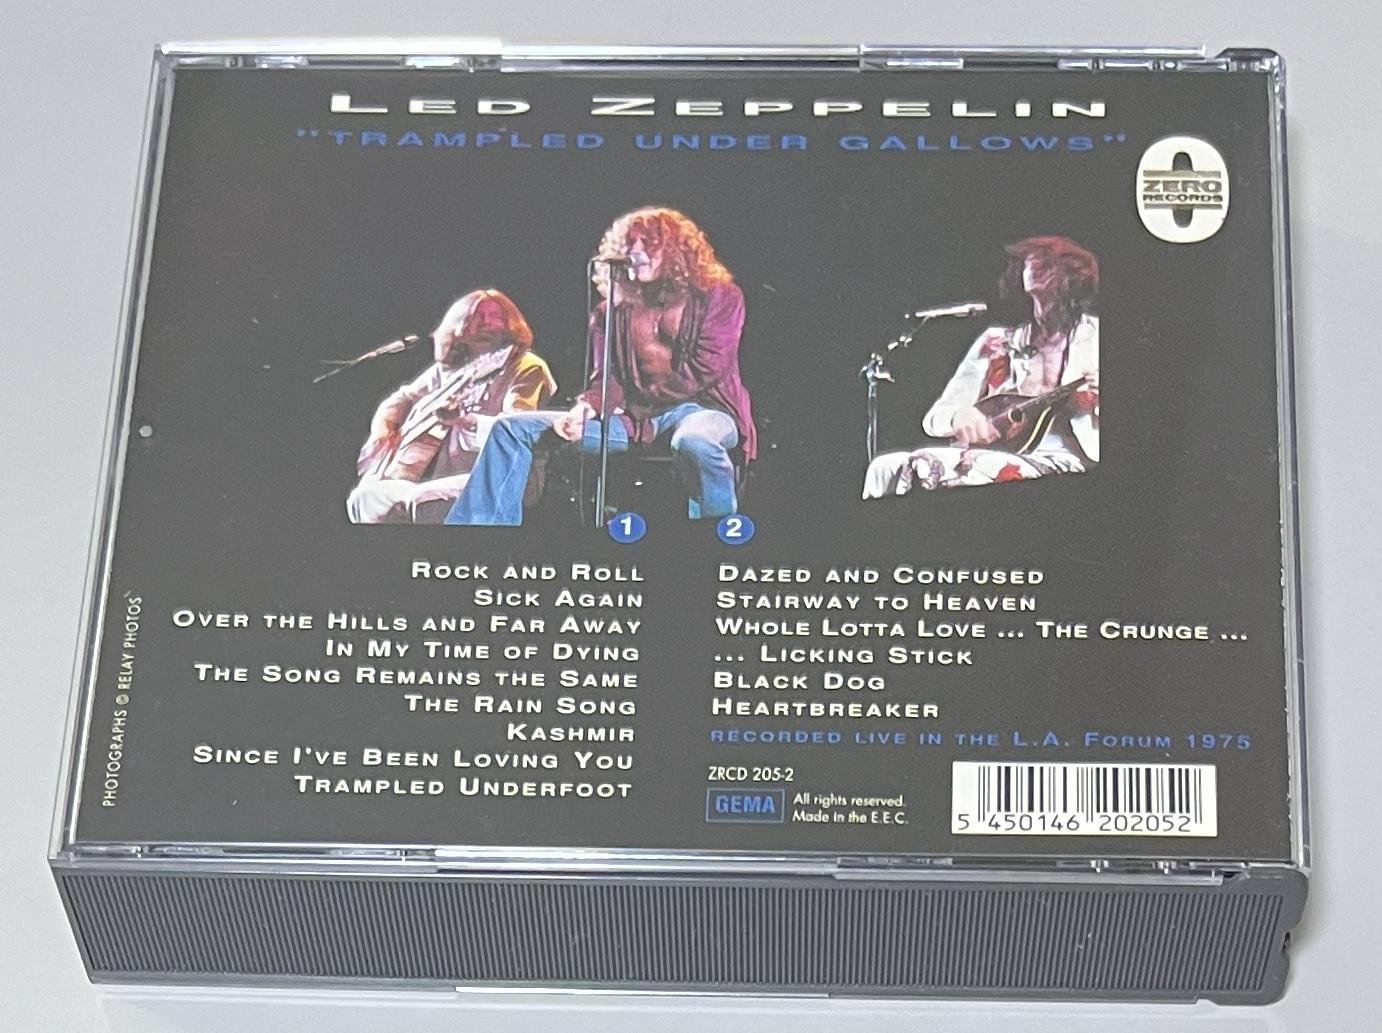 LED ZEPPELIN
"TRAMPLED UNDER GALLOWS"
ZERO
RECORDS
1
ROCK AND ROLL
SICK AGAIN
OVER THE HILLS AND FAR AWAY
IN MY TIME OF DYING
THE SONG REMAINS THE SAME
THE RAIN SONG
KASHMIR
SINCE I'VE BEEN LOVING YOU
TRAMPLED UNDERFOOT
2
DAZED AND CONFUSED
STAIRWAY TO HEAVEN
WHOLE LOTTA LOVE ... THE CRUNGE ...
... LICKING STICK
BLACK DOG
HEARTBREAKER
RECORDED LIVE IN THE L.A. FORUM 1975
ZRCD 205-2
GEMA
All rights reserved.
Made in the E.E.C.
5 450146 202052
PHOTOGRAPHS © RELAY PHOTOS